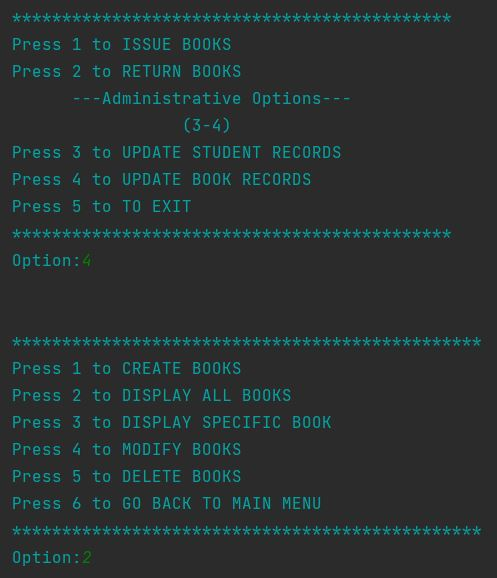 ********************************************
Press 1 to ISSUE BOOKS
Press 2 to RETURN BOOKS
---Administrative Options---
(3-4)
Press 3 to UPDATE STUDENT RECORDS
Press 4 to UPDATE BOOK RECORDS
Press 5 to TO EXIT
********************************************
Option:4
***********************************************
Press 1 to CREATE BOOKS
Press 2 to DISPLAY ALL BOOKS
Press 3 to DISPLAY SPECIFIC BOOK
Press 4 to MODIFY BOOKS
Press 5 to DELETE BOOKS
Press 6 to GO BACK TO MAIN MENU
***********************************************
Option:2